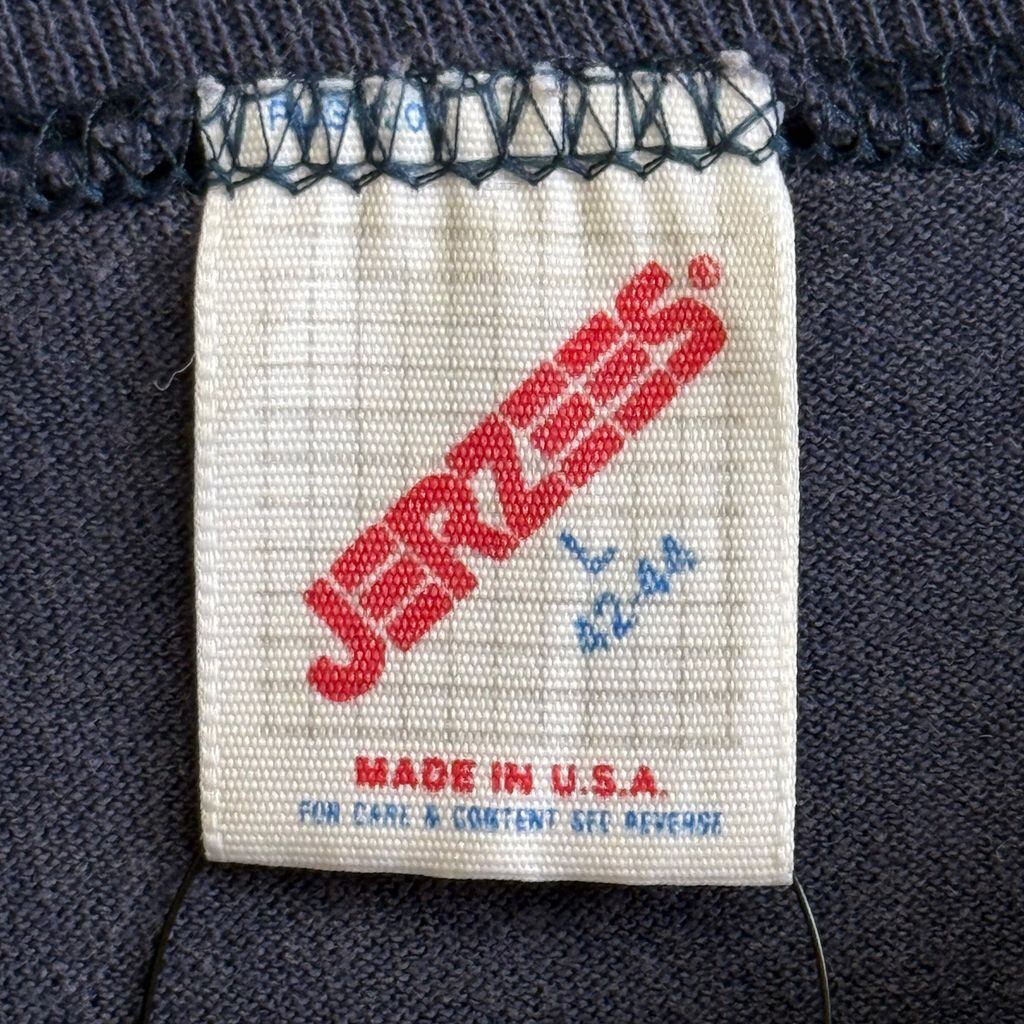 JERZEES®
L
42-44
MADE IN U.S.A.
FOR CARE & CONTENT SEE REVERSE